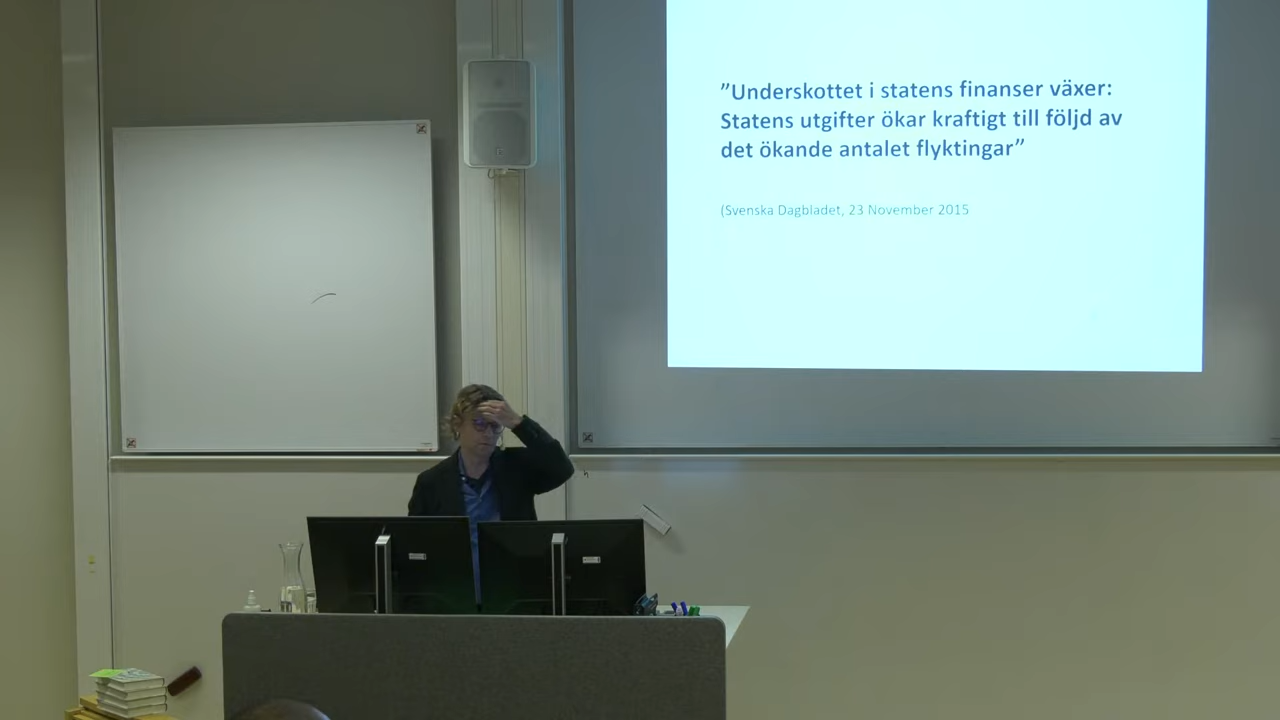 ”Underskottet i statens finanser växer:
Statens utgifter ökar kraftigt till följd av
det ökande antalet flyktingar”
(Svenska Dagbladet, 23 November 2015